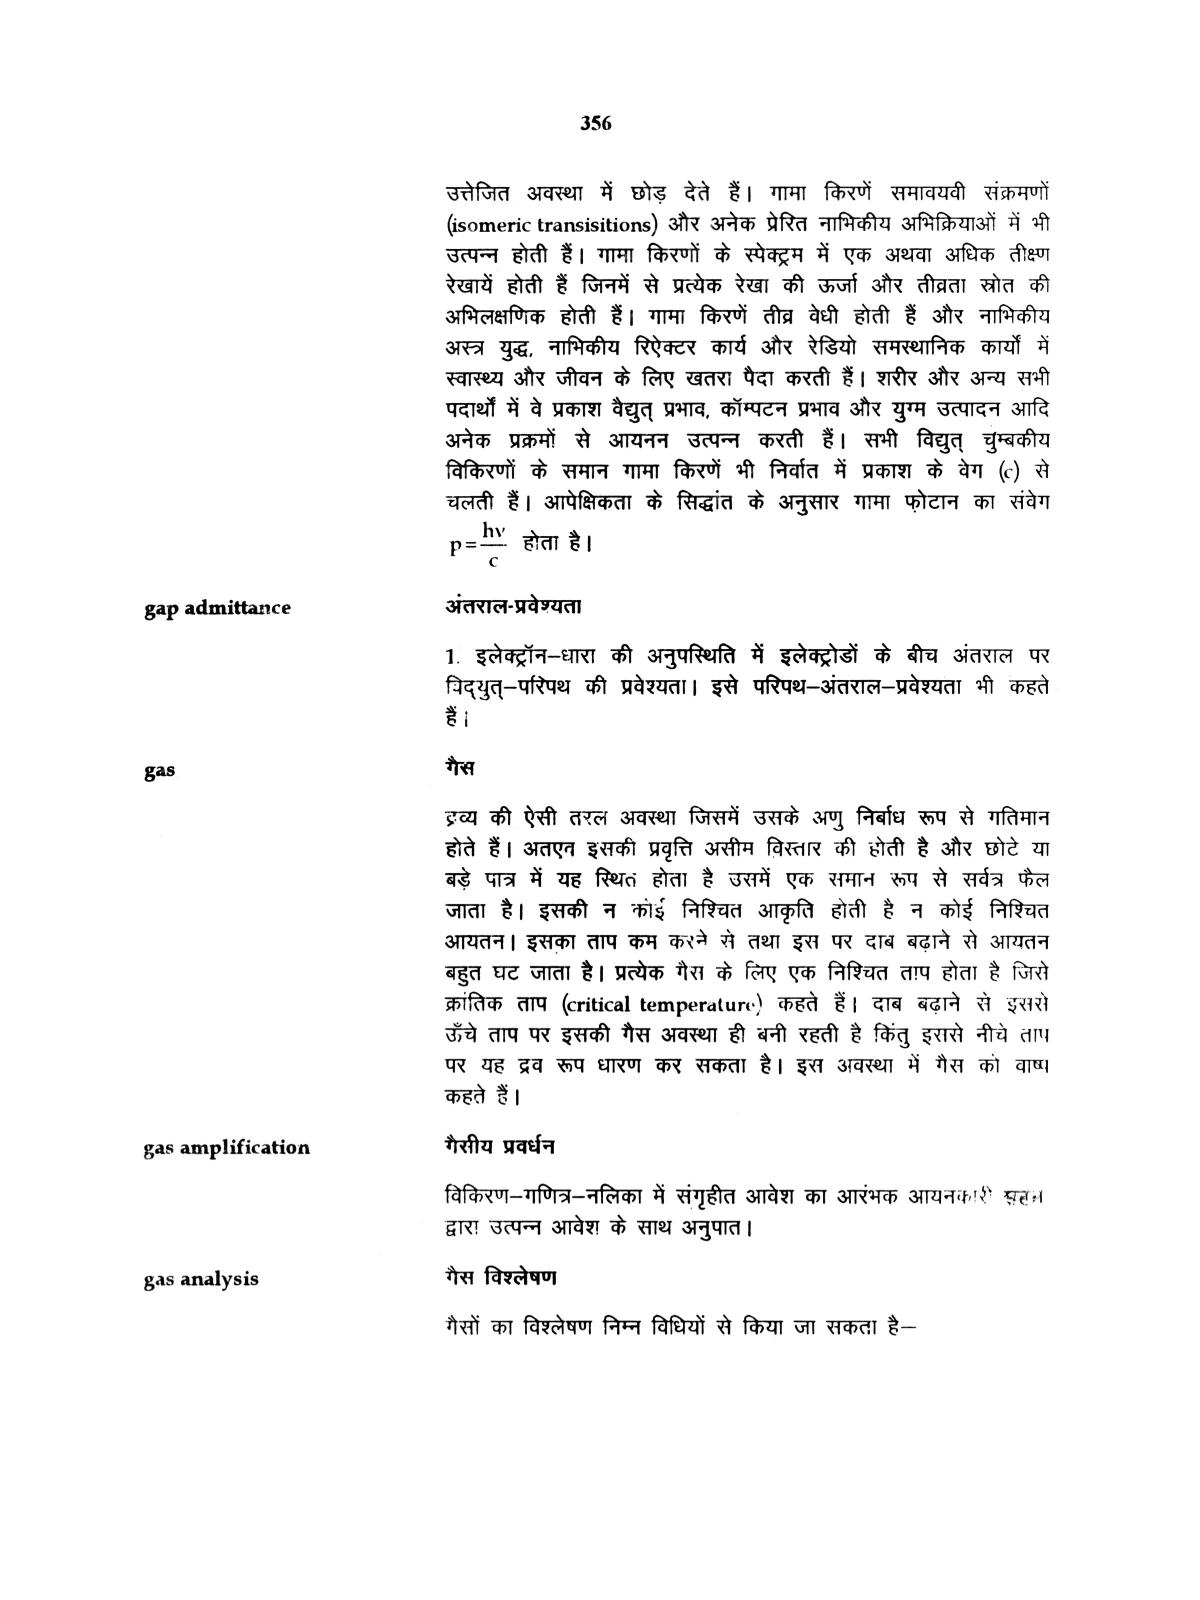 356
उत्तेजित अवस्था में छोड़ देते हैं। गामा किरणें समावयवी संक्रमणों
(isomeric transisitions) और अनेक प्रेरित नाभिकीय अभिक्रियाओं में भी
उत्पन्न होती हैं। गामा किरणों के स्पेक्ट्रम में एक अथवा अधिक तीक्ष्ण
रेखायें होती हैं जिनमें से प्रत्येक रेखा की ऊर्जा और तीव्रता स्रोत की
अभिलक्षणिक होती हैं। गामा किरणें तीव्र वेधी होती हैं और नाभिकीय
अस्त्र युद्ध, नाभिकीय रिऐक्टर कार्य और रेडियो समस्थानिक कार्यों में
स्वास्थ्य और जीवन के लिए खतरा पैदा करती हैं। शरीर और अन्य सभी
पदार्थों में वे प्रकाश वैद्युत् प्रभाव, कॉम्पटन प्रभाव और युग्म उत्पादन आदि
अनेक प्रक्रमों से आयनन उत्पन्न करती हैं। सभी विद्युत् चुम्बकीय
विकिरणों के समान गामा किरणें भी निर्वात में प्रकाश के वेग (c) से
चलती हैं। आपेक्षिकता के सिद्धांत के अनुसार गामा फ़ोटान का संवेग
p=hν/c होता है।
gap admittance अंतराल-प्रवेश्यता
1. इलेक्ट्रॉन–धारा की अनुपस्थिति में इलेक्ट्रोडों के बीच अंतराल पर
विद्युत्–परिपथ की प्रवेश्यता। इसे परिपथ–अंतराल–प्रवेश्यता भी कहते
हैं।
gas गैस
द्रव्य की ऐसी तरल अवस्था जिसमें उसके अणु निर्बाध रूप से गतिमान
होते हैं। अतएन इसकी प्रवृत्ति असीम विस्तार की होती है और छोटे या
बड़े पात्र में यह स्थित होता है उसमें एक समान रूप से सर्वत्र फैल
जाता है। इसकी न कोई निश्चित आकृति होती है न कोई निश्चित
आयतन। इसका ताप कम करने से तथा इस पर दाब बढ़ाने से आयतन
बहुत घट जाता है। प्रत्येक गैस के लिए एक निश्चित ताप होता है जिसे
क्रांतिक ताप (critical temperature) कहते हैं। दाब बढ़ाने से इससे
ऊँचे ताप पर इसकी गैस अवस्था ही बनी रहती है किंतु इससे नीचे ताप
पर यह द्रव रूप धारण कर सकता है। इस अवस्था में गैस को वाष्प
कहते हैं।
gas amplification गैसीय प्रवर्धन
विकिरण–गणित्र–नलिका में संगृहीत आवेश का आरंभक आयनकारी
द्वारा उत्पन्न आवेश के साथ अनुपात।
gas analysis गैस विश्लेषण
गैसों का विश्लेषण निम्न विधियों से किया जा सकता है–